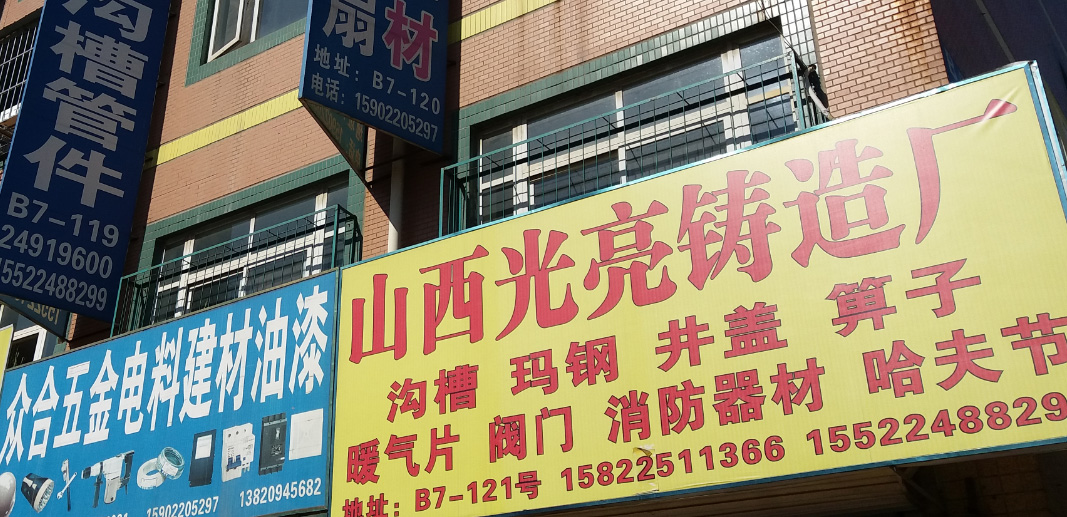 沟槽管件
B7-119
24919600
15522488299
扇材
地址：B7-120
电话：15902205297
众合五金电料建材油漆
15902205297 13820945682
山西光亮铸造厂
沟槽 玛钢 井盖 箅子
暖气片 阀门 消防器材 哈夫节
地址：B7-121号 15822511366 1552248829